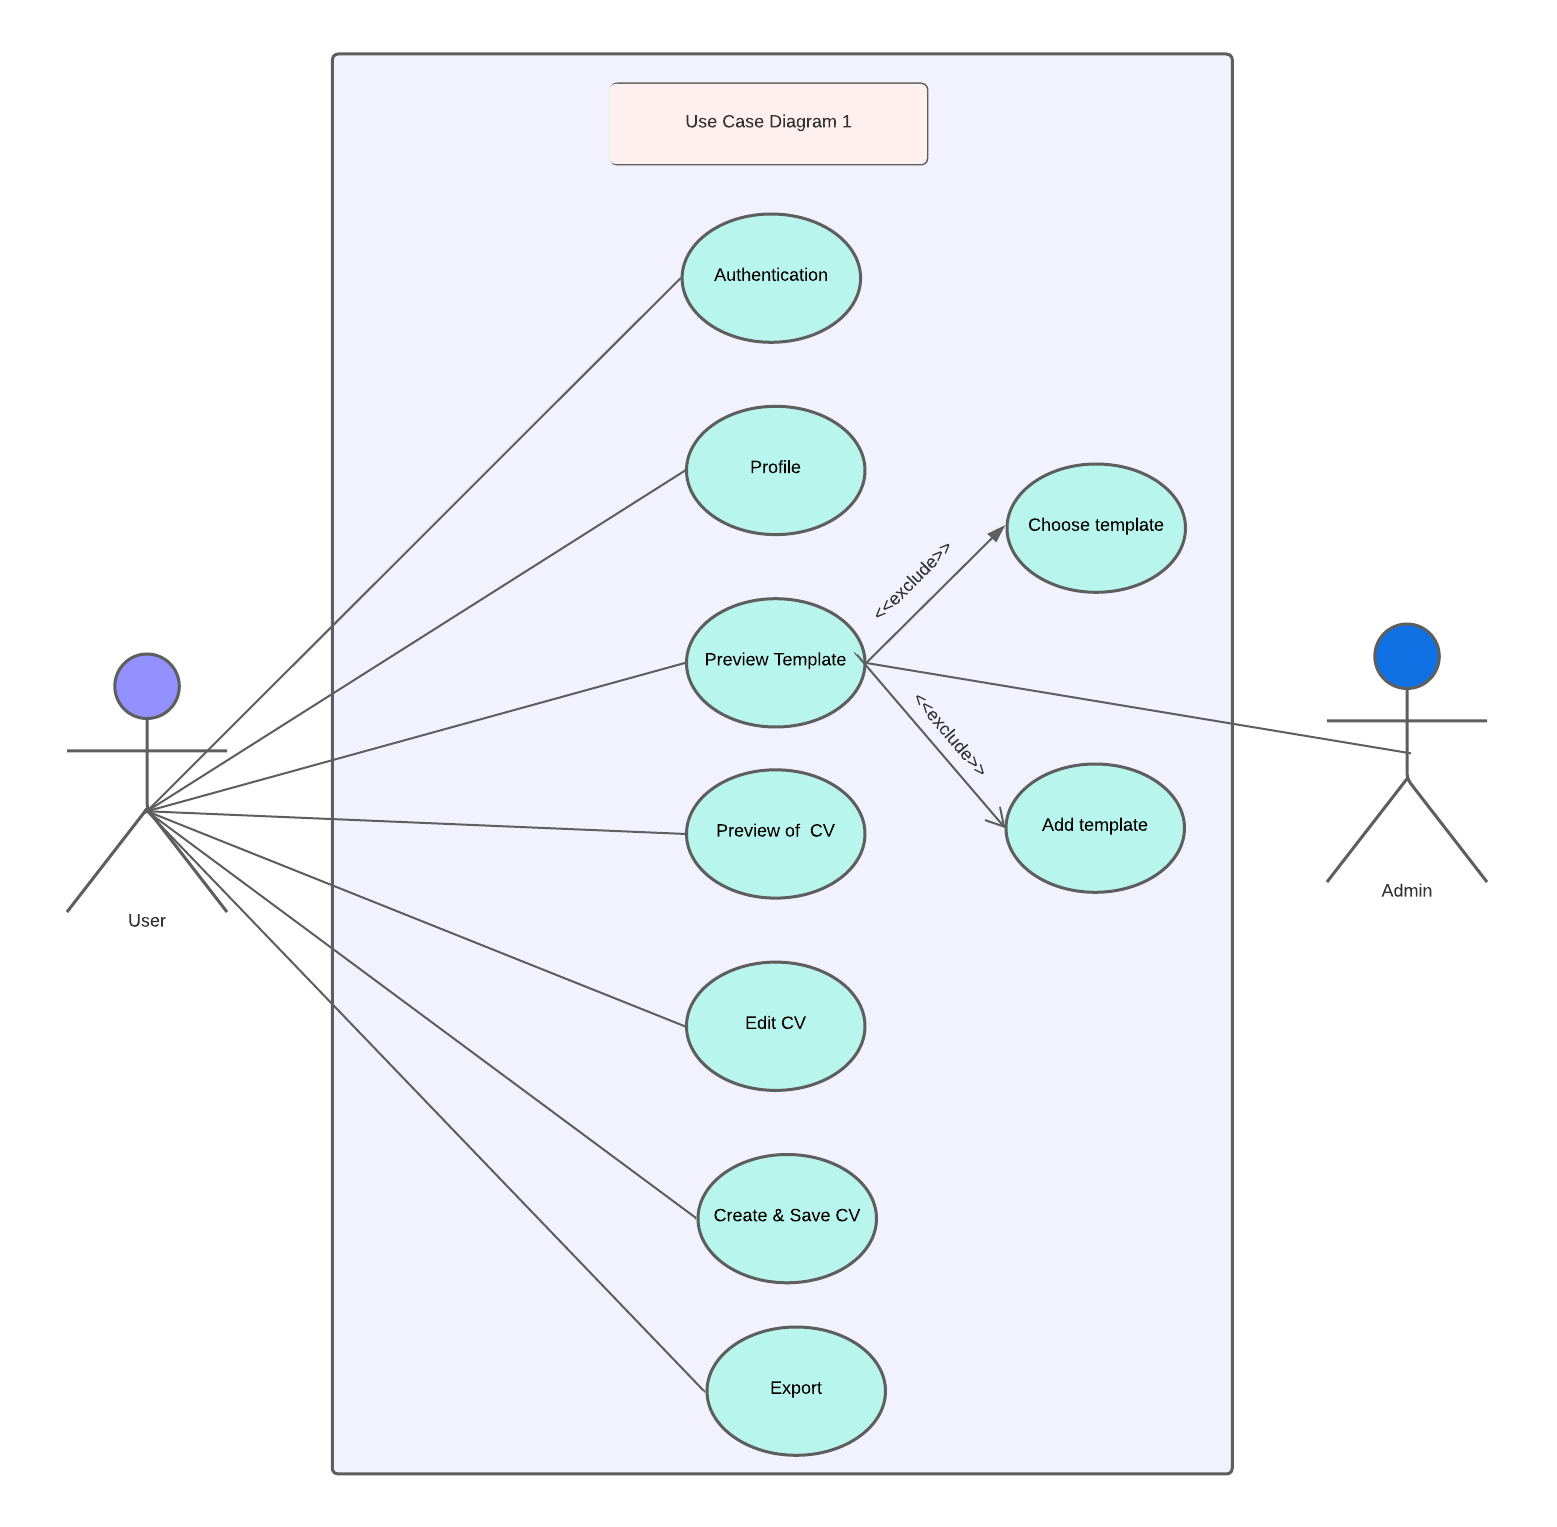 Use Case Diagram 1
Authentication
Profile
Choose template
<<exclude>>
Preview Template
<<exclude>>
Preview of  CV
Add template
User
Admin
Edit CV
Create & Save CV
Export